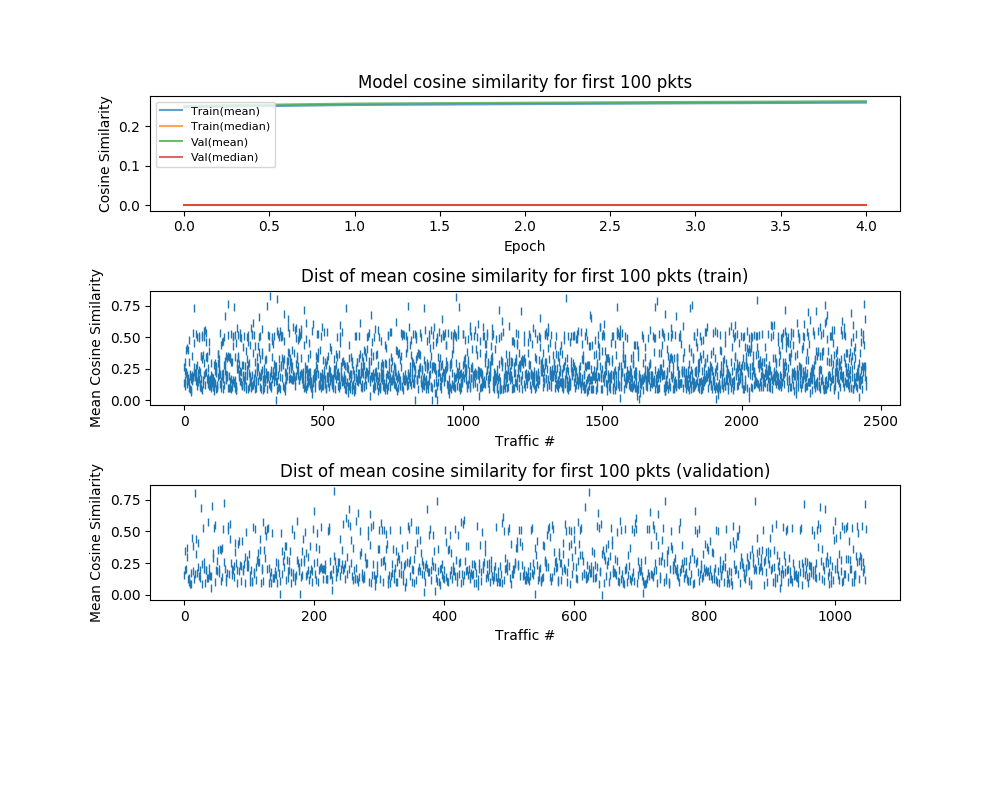 Model cosine similarity for first 100 pkts
Cosine Similarity
0.2
0.1
0.0
Train(mean)
Train(median)
Val(mean)
Val(median)
0.0 0.5 1.0 1.5 2.0 2.5 3.0 3.5 4.0
Epoch
Dist of mean cosine similarity for first 100 pkts (train)
Mean Cosine Similarity
0.75
0.50
0.25
0.00
0 500 1000 1500 2000 2500
Traffic #
Dist of mean cosine similarity for first 100 pkts (validation)
Mean Cosine Similarity
0.75
0.50
0.25
0.00
0 200 400 600 800 1000
Traffic #